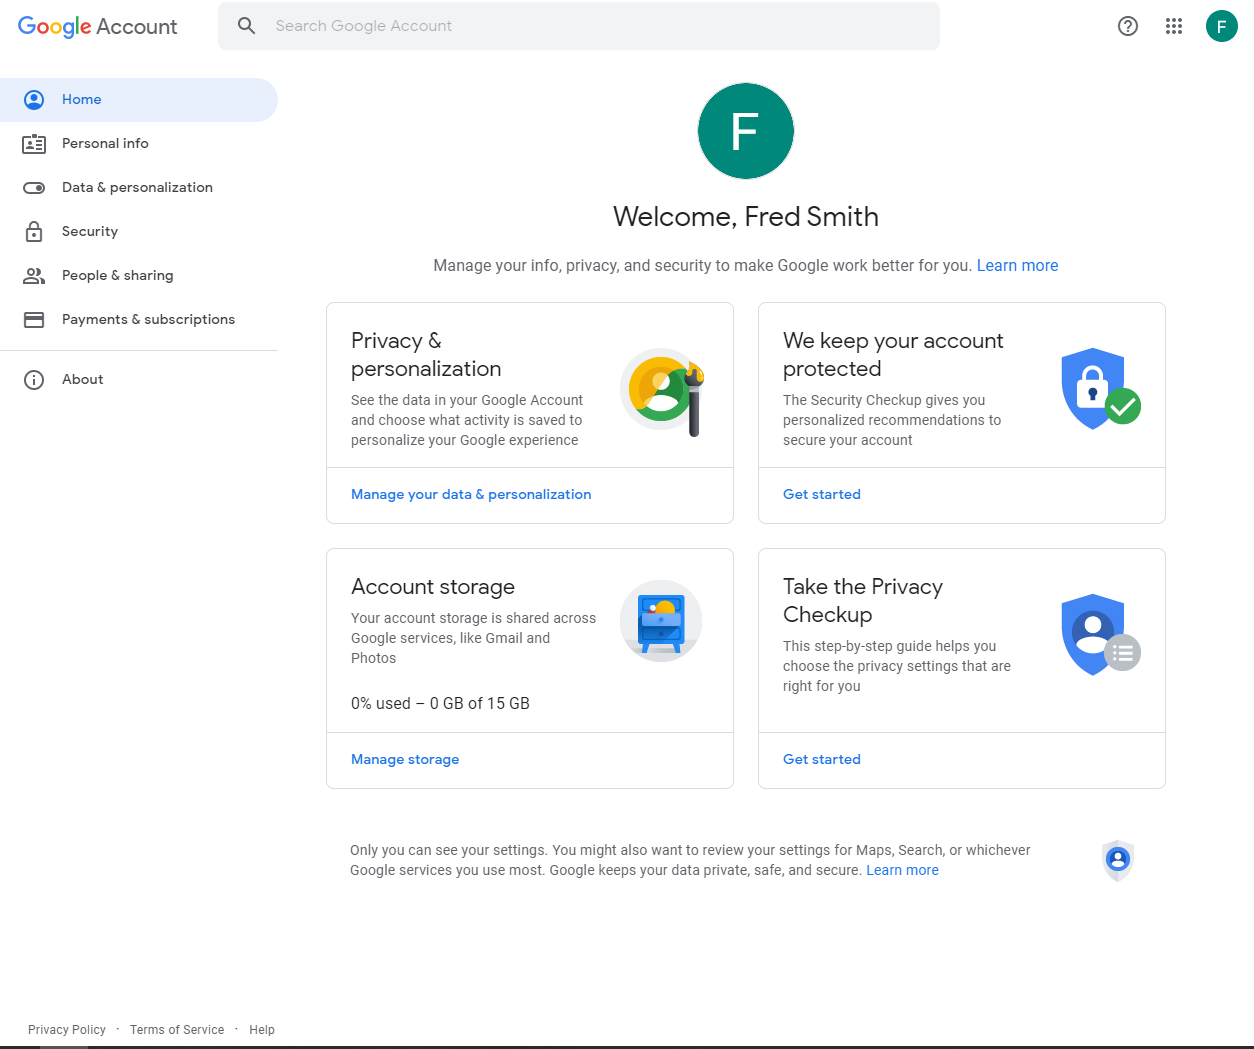 Google Account
Search Google Account
F
Home
Personal info
Data & personalization
Security
People & sharing
Payments & subscriptions
About
F
Welcome, Fred Smith
Manage your info, privacy, and security to make Google work better for you. Learn more
Privacy &
personalization
See the data in your Google Account
and choose what activity is saved to
personalize your Google experience
Manage your data & personalization
We keep your account
protected
The Security Checkup gives you
personalized recommendations to
secure your account
Get started
Account storage
Your account storage is shared across
Google services, like Gmail and
Photos
0% used – 0 GB of 15 GB
Manage storage
Take the Privacy
Checkup
This step-by-step guide helps you
choose the privacy settings that are
right for you
Get started
Only you can see your settings. You might also want to review your settings for Maps, Search, or whichever
Google services you use most. Google keeps your data private, safe, and secure. Learn more
Privacy Policy · Terms of Service · Help